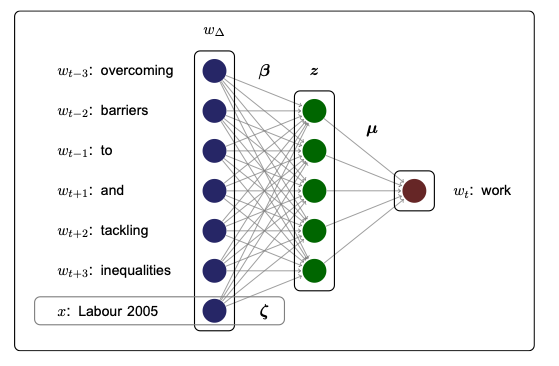 w_Δ
β
z
w_{t−3}: overcoming
w_{t−2}: barriers
μ
w_{t−1}: to
w_{t+1}: and
w_t: work
w_{t+2}: tackling
w_{t+3}: inequalities
x: Labour 2005
ζ